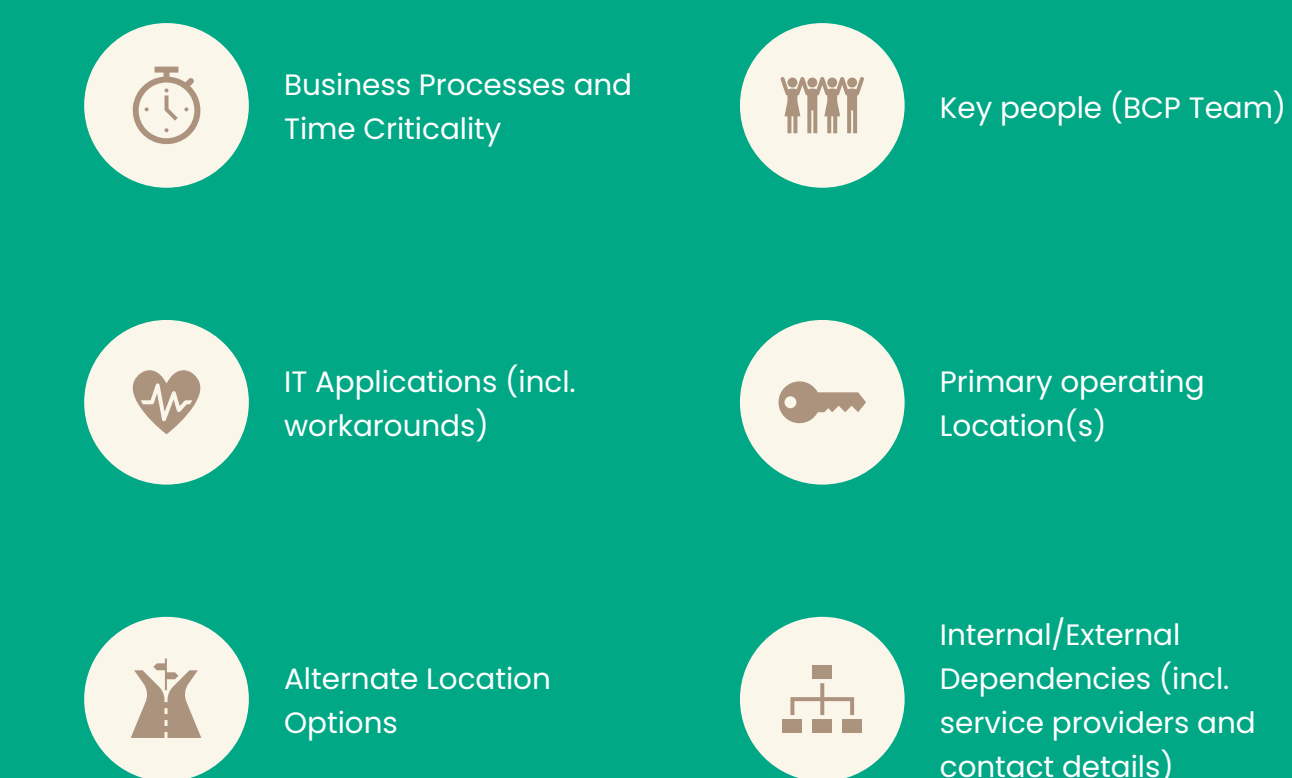 Business Processes and
Time Criticality
Key people (BCP Team)
IT Applications (incl.
workarounds)
Primary operating
Location(s)
Alternate Location
Options
Internal/External
Dependencies (incl.
service providers and
contact details)